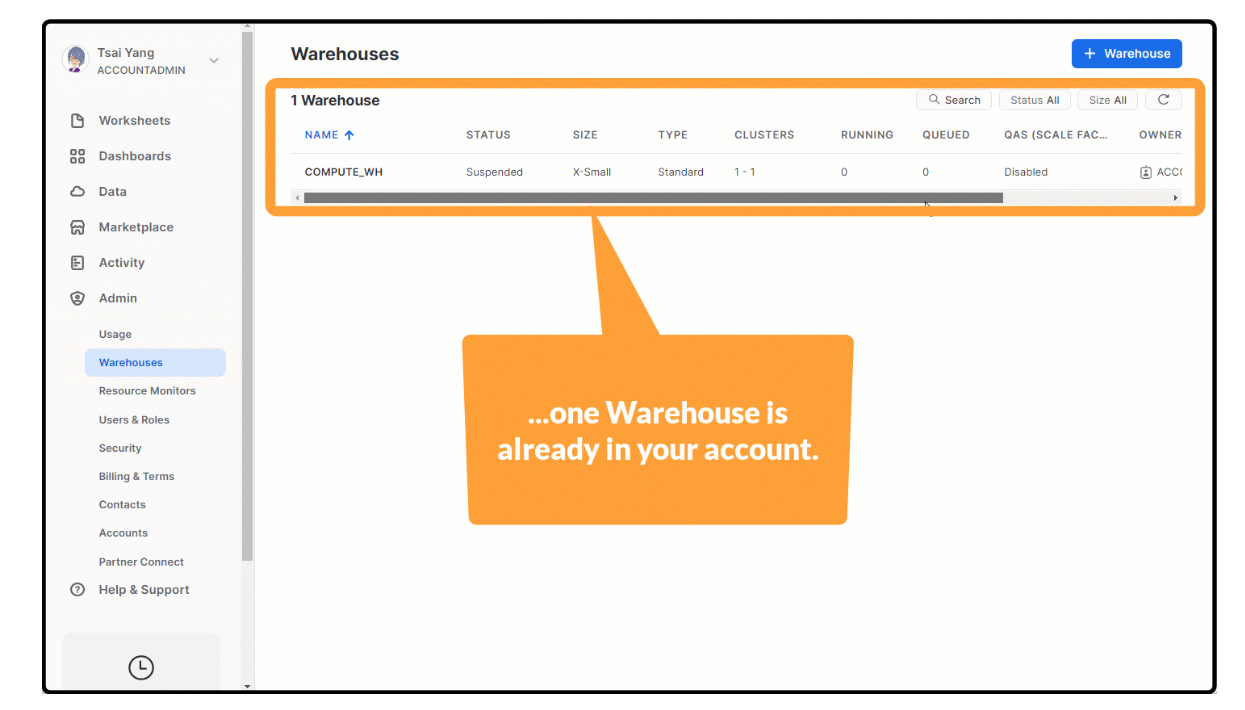 Tsai Yang
ACCOUNTADMIN
Worksheets
Dashboards
Data
Marketplace
Activity
Admin
Usage
Warehouses
Resource Monitors
Users & Roles
Security
Billing & Terms
Contacts
Accounts
Partner Connect
Help & Support
Warehouses
+ Warehouse
1 Warehouse
Search Status All Size All
NAME ↑ STATUS SIZE TYPE CLUSTERS RUNNING QUEUED QAS (SCALE FAC... OWNER
COMPUTE_WH Suspended X-Small Standard 1 - 1 0 0 Disabled ACCO
...one Warehouse is
already in your account.